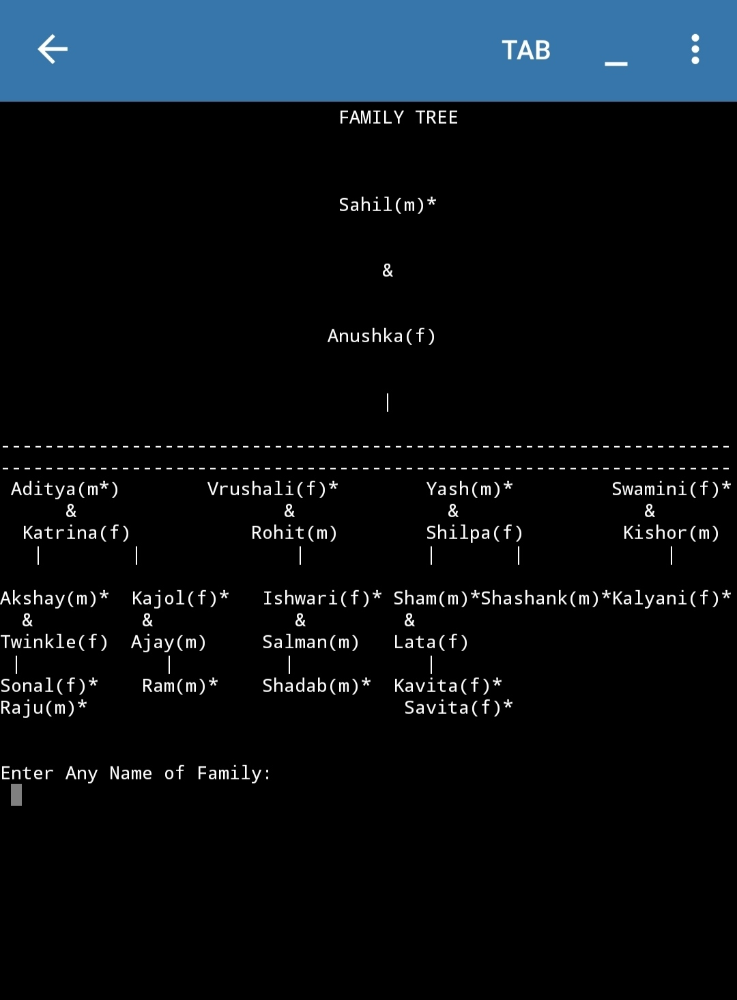 TAB _
FAMILY TREE
Sahil(m)*
&
Anushka(f)
|
-------------------------------------------------------------------
-------------------------------------------------------------------
Aditya(m*) Vrushali(f)* Yash(m)* Swamini(f)*
& & & &
Katrina(f) Rohit(m) Shilpa(f) Kishor(m)
| | | | | |
Akshay(m)* Kajol(f)* Ishwari(f)* Sham(m)*Shashank(m)*Kalyani(f)*
& & & &
Twinkle(f) Ajay(m) Salman(m) Lata(f)
| | | |
Sonal(f)* Ram(m)* Shadab(m)* Kavita(f)*
Raju(m)* Savita(f)*
Enter Any Name of Family: